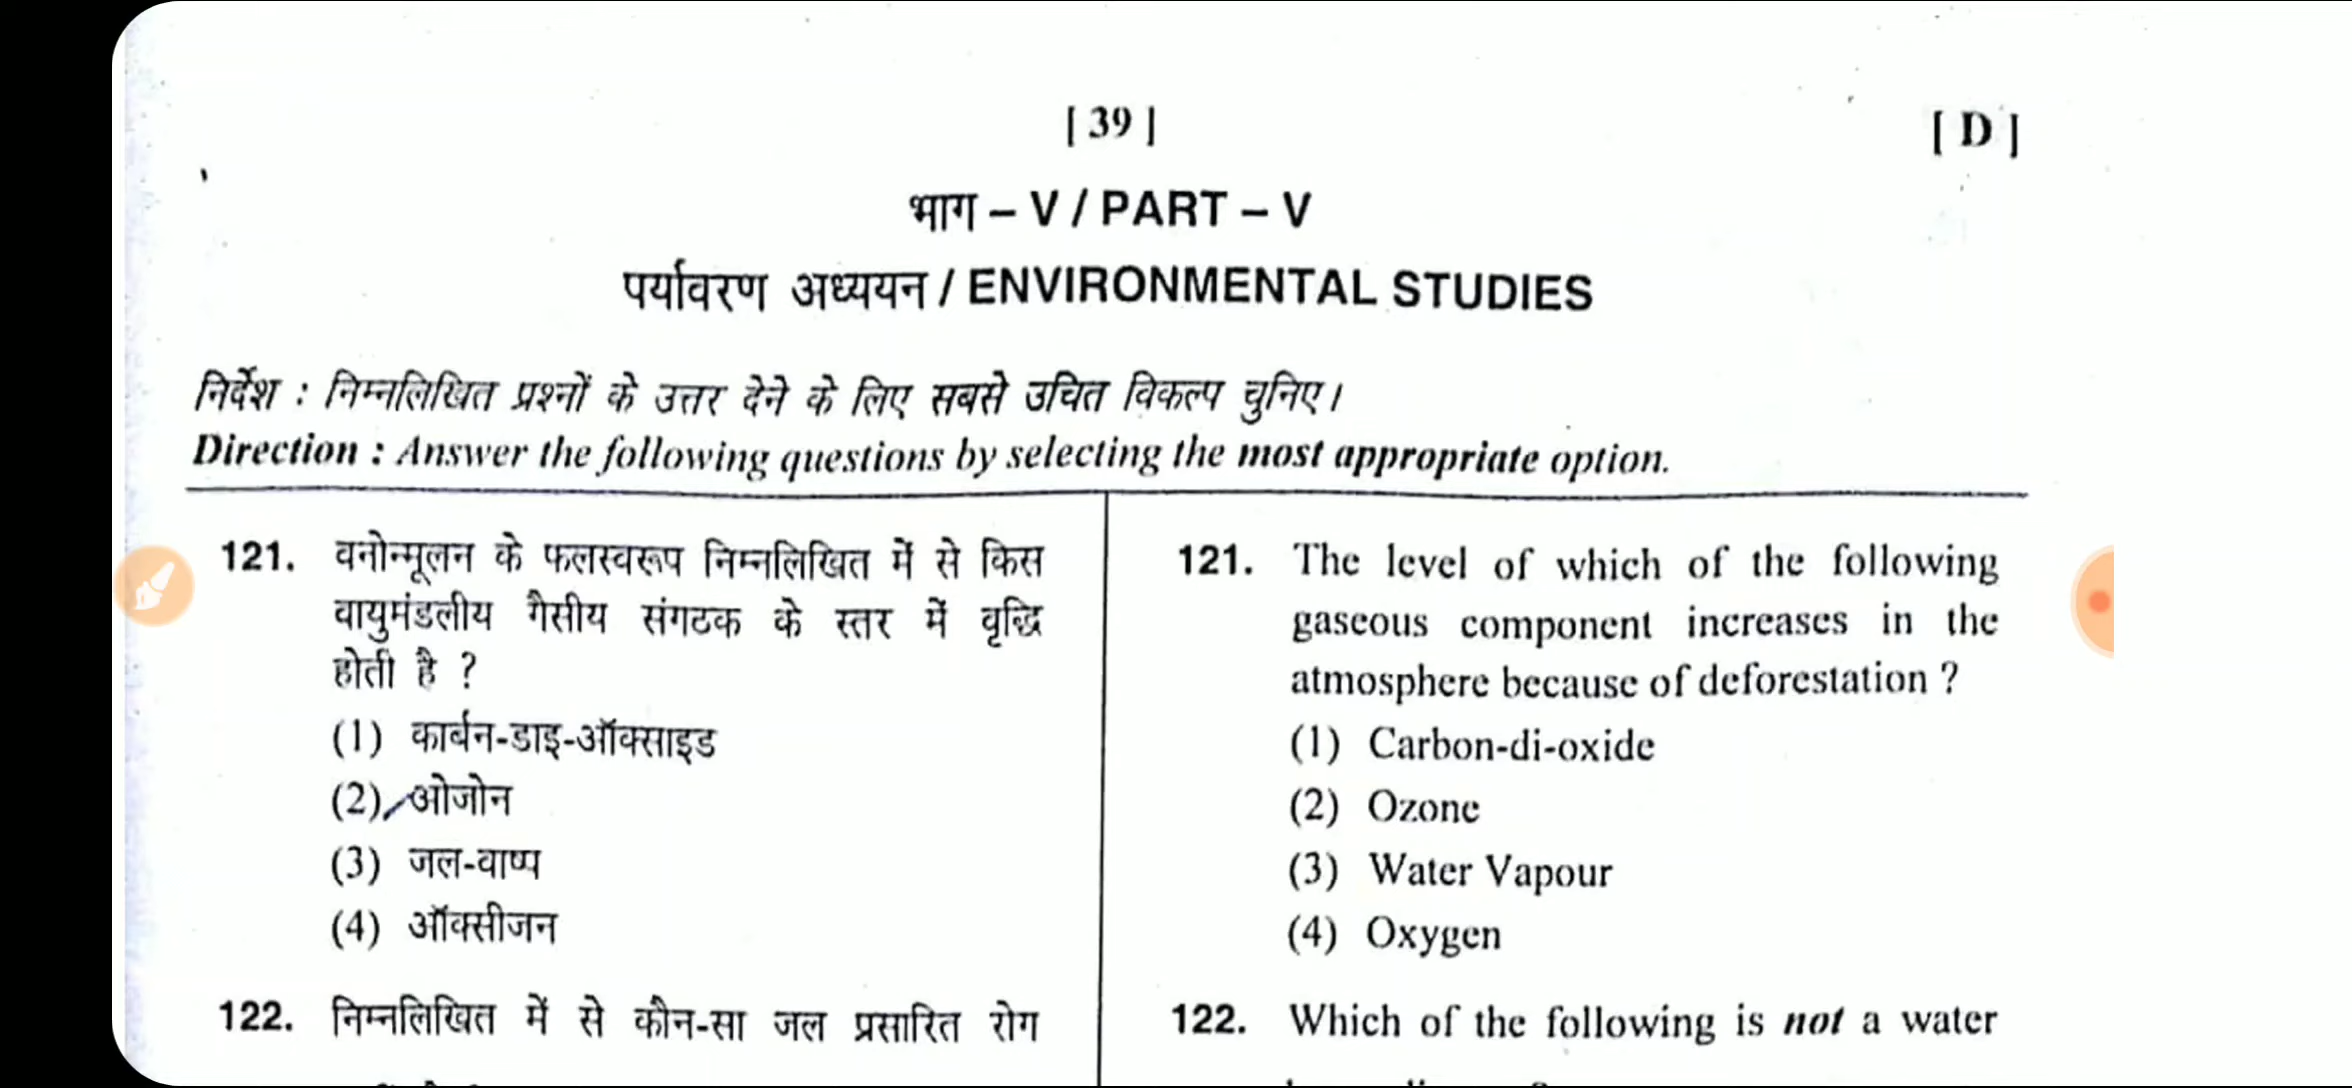 [ 39 ]
[ D ]
भाग – V / PART – V
पर्यावरण अध्ययन / ENVIRONMENTAL STUDIES
निर्देश : निम्नलिखित प्रश्नों के उत्तर देने के लिए सबसे उचित विकल्प चुनिए।
Direction : Answer the following questions by selecting the most appropriate option.
121. वनोन्मूलन के फलस्वरूप निम्नलिखित में से किस
वायुमंडलीय गैसीय संगटक के स्तर में वृद्धि
होती है ?
(1) कार्बन-डाइ-ऑक्साइड
(2) ओजोन
(3) जल-वाष्प
(4) ऑक्सीजन
122. निम्नलिखित में से कौन-सा जल प्रसारित रोग
121. The level of which of the following
gaseous component increases in the
atmosphere because of deforestation ?
(1) Carbon-di-oxide
(2) Ozone
(3) Water Vapour
(4) Oxygen
122. Which of the following is not a water